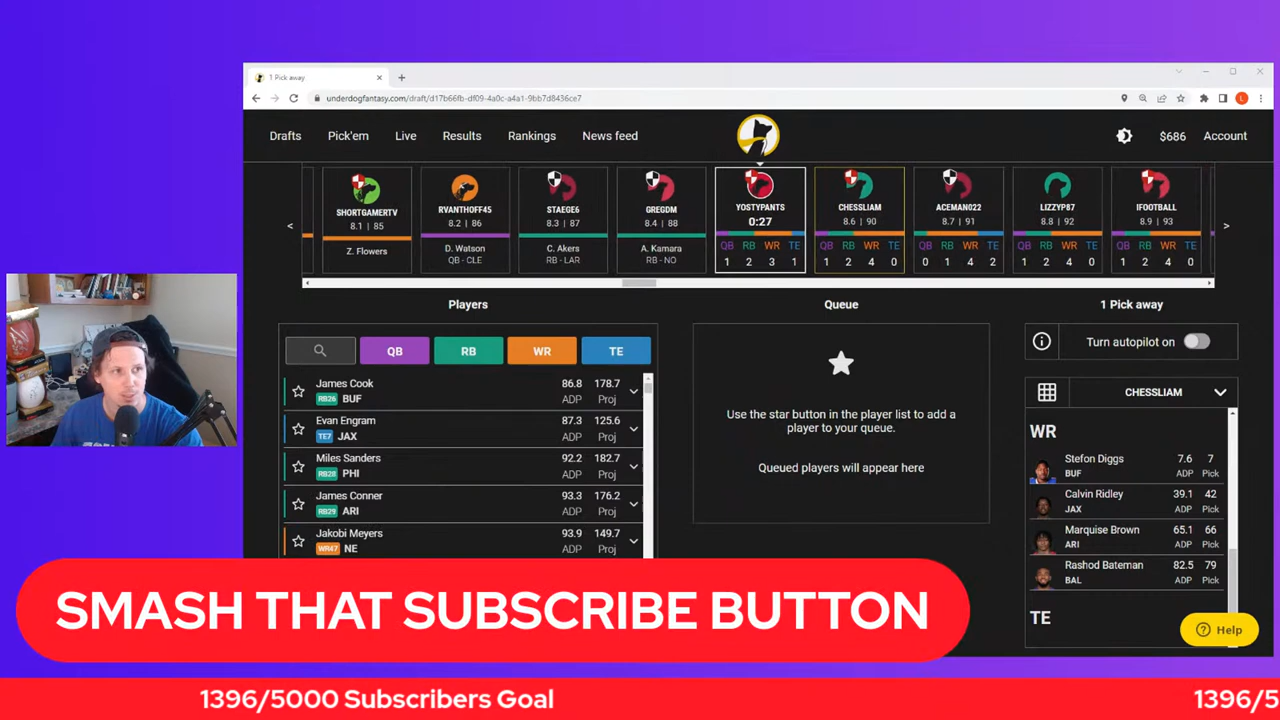 1 Pick away
underdogfantasy.com/draft/d17b66fb-df09-4a0c-a4a1-9bb7d8436ce7
Drafts Pick'em Live Results Rankings News feed $686 Account
SHORTGAMERTV
8.1 | 85
Z. Flowers
RVANTHOFF45
8.2 | 86
D. Watson
QB - CLE
STAEGE6
8.3 | 87
C. Akers
RB - LAR
GREGDM
8.4 | 88
A. Kamara
RB - NO
YOSTYPANTS
0:27
QB RB WR TE
1 2 3 1
CHESSLIAM
8.6 | 90
QB RB WR TE
1 2 4 0
ACEMAN022
8.7 | 91
QB RB WR TE
0 1 4 2
LIZZYP87
8.8 | 92
QB RB WR TE
1 2 4 0
IFOOTBALL
8.9 | 93
QB RB WR TE
1 2 4 0
Players
QB RB WR TE
James Cook 86.8 178.7
RB26 BUF ADP Proj
Evan Engram 87.3 125.6
TE7 JAX ADP Proj
Miles Sanders 92.2 182.7
RB28 PHI ADP Proj
James Conner 93.3 176.2
RB29 ARI ADP Proj
Jakobi Meyers 93.9 149.7
WR47 NE ADP Proj
Queue
Use the star button in the player list to add a
player to your queue.
Queued players will appear here
1 Pick away
Turn autopilot on
CHESSLIAM
WR
Stefon Diggs 7.6 7
BUF ADP Pick
Calvin Ridley 39.1 42
JAX ADP Pick
Marquise Brown 65.1 66
ARI ADP Pick
Rashod Bateman 82.5 79
BAL ADP Pick
TE
Help
SMASH THAT SUBSCRIBE BUTTON
1396/5000 Subscribers Goal 1396/5